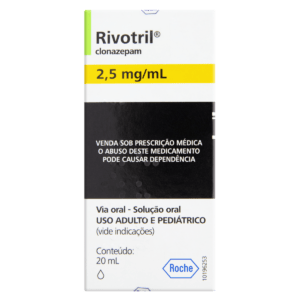 Rivotril®
clonazepam
2,5 mg/mL
VENDA SOB PRESCRIÇÃO MÉDICA
O ABUSO DESTE MEDICAMENTO
PODE CAUSAR DEPENDÊNCIA
Via oral - Solução oral
USO ADULTO E PEDIÁTRICO
(vide indicações)
Conteúdo:
20 mL
Roche
10196253